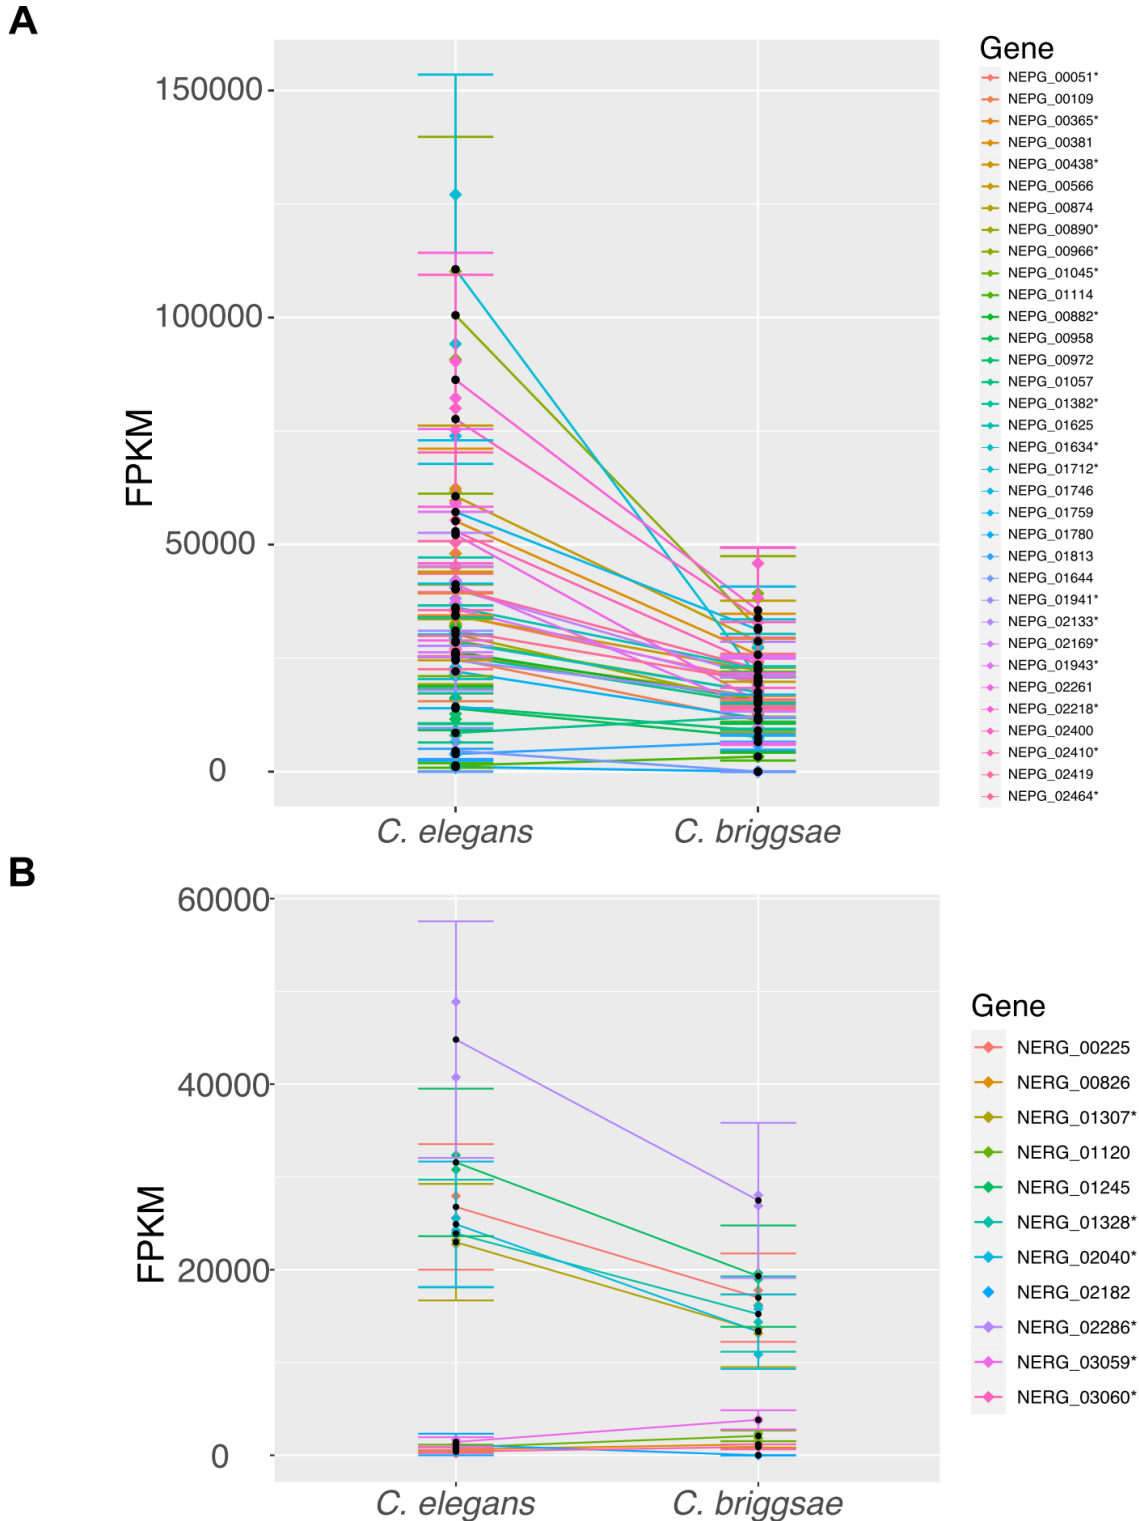 A
150000
100000
50000
0
FPKM
C. elegans
C. briggsae
Gene
NEPG_00051*
NEPG_00109
NEPG_00365*
NEPG_00381
NEPG_00438*
NEPG_00566
NEPG_00874
NEPG_00890*
NEPG_00966*
NEPG_01045*
NEPG_01114
NEPG_00882*
NEPG_00958
NEPG_00972
NEPG_01057
NEPG_01382*
NEPG_01625
NEPG_01634*
NEPG_01712*
NEPG_01746
NEPG_01759
NEPG_01780
NEPG_01813
NEPG_01644
NEPG_01941*
NEPG_02133*
NEPG_02169*
NEPG_01943*
NEPG_02261
NEPG_02218*
NEPG_02400
NEPG_02410*
NEPG_02419
NEPG_02464*
B
60000
40000
20000
0
FPKM
C. elegans
C. briggsae
Gene
NERG_00225
NERG_00826
NERG_01307*
NERG_01120
NERG_01245
NERG_01328*
NERG_02040*
NERG_02182
NERG_02286*
NERG_03059*
NERG_03060*